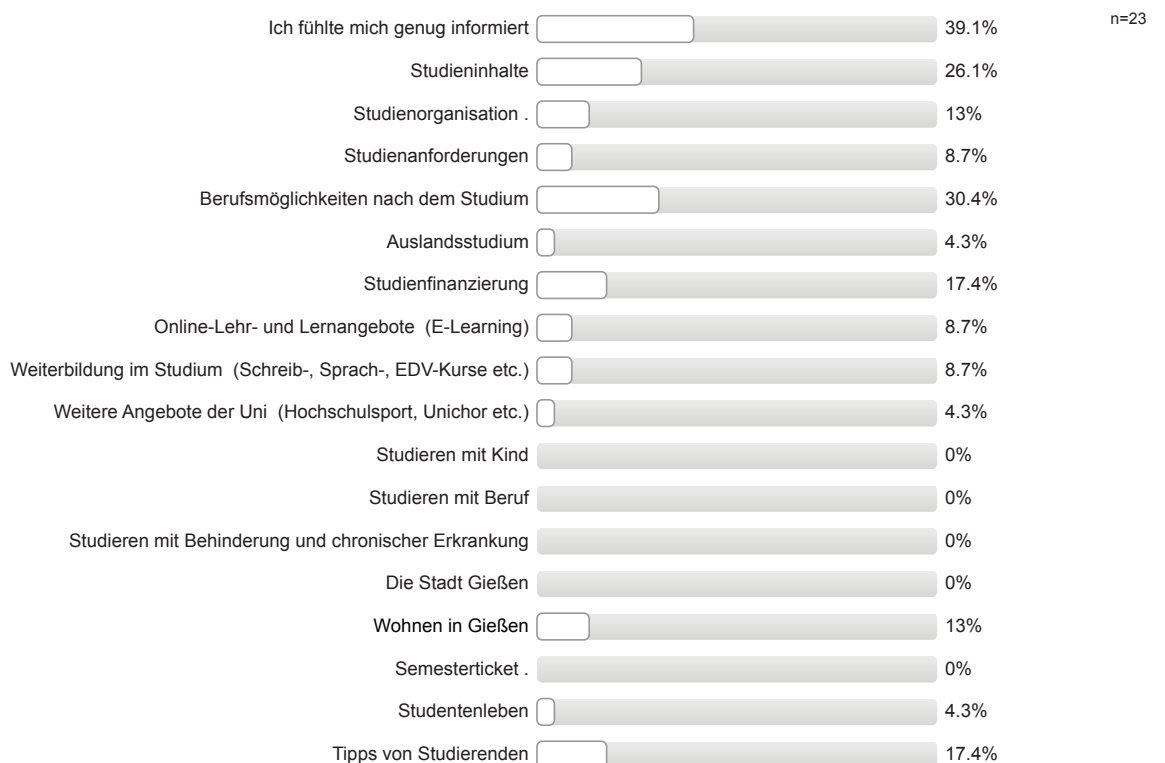 Ich fühlte mich genug informiert 39.1% n=23
Studieninhalte 26.1%
Studienorganisation . 13%
Studienanforderungen 8.7%
Berufsmöglichkeiten nach dem Studium 30.4%
Auslandsstudium 4.3%
Studienfinanzierung 17.4%
Online-Lehr- und Lernangebote (E-Learning) 8.7%
Weiterbildung im Studium (Schreib-, Sprach-, EDV-Kurse etc.) 8.7%
Weitere Angebote der Uni (Hochschulsport, Unichor etc.) 4.3%
Studieren mit Kind 0%
Studieren mit Beruf 0%
Studieren mit Behinderung und chronischer Erkrankung 0%
Die Stadt Gießen 0%
Wohnen in Gießen 13%
Semesterticket . 0%
Studentenleben 4.3%
Tipps von Studierenden 17.4%